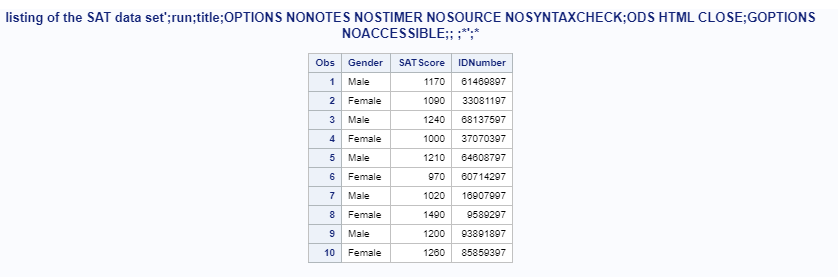 listing of the SAT data set';run;title;OPTIONS NONOTES NOSTIMER NOSOURCE NOSYNTAXCHECK;ODS HTML CLOSE;GOPTIONS
NOACCESSIBLE;; ;*';*
Obs Gender SATScore IDNumber
1 Male 1170 61469897
2 Female 1090 33081197
3 Male 1240 68137597
4 Female 1000 37070397
5 Male 1210 64608797
6 Female 970 60714297
7 Male 1020 16907997
8 Female 1490 9589297
9 Male 1200 93891897
10 Female 1260 85859397